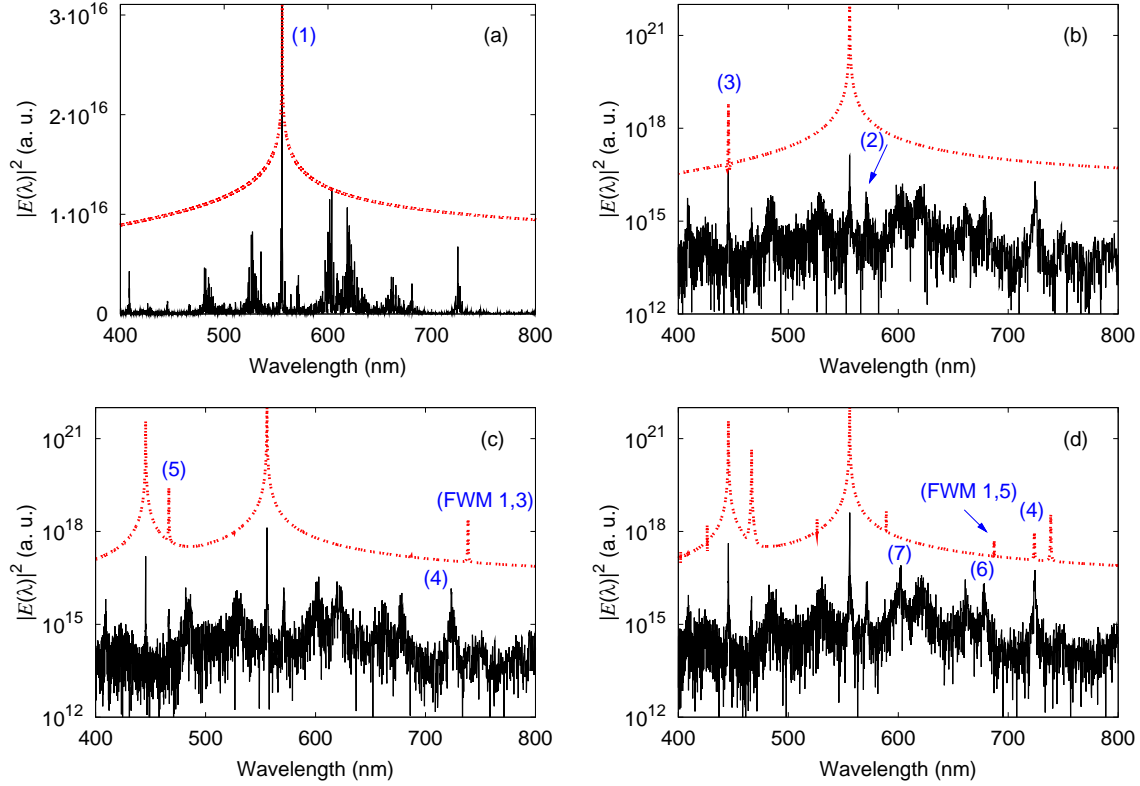 (a)
(1)
3·10^16
2·10^16
1·10^16
0
|E(λ)|^2 (a. u.)
400 500 600 700 800
Wavelength (nm)
(b)
(3)
(2)
10^21
10^18
10^15
10^12
|E(λ)|^2 (a. u.)
400 500 600 700 800
Wavelength (nm)
(c)
(5)
(FWM 1,3)
(4)
10^21
10^18
10^15
10^12
|E(λ)|^2 (a. u.)
400 500 600 700 800
Wavelength (nm)
(d)
(FWM 1,5)
(4)
(7)
(6)
10^21
10^18
10^15
10^12
|E(λ)|^2 (a. u.)
400 500 600 700 800
Wavelength (nm)